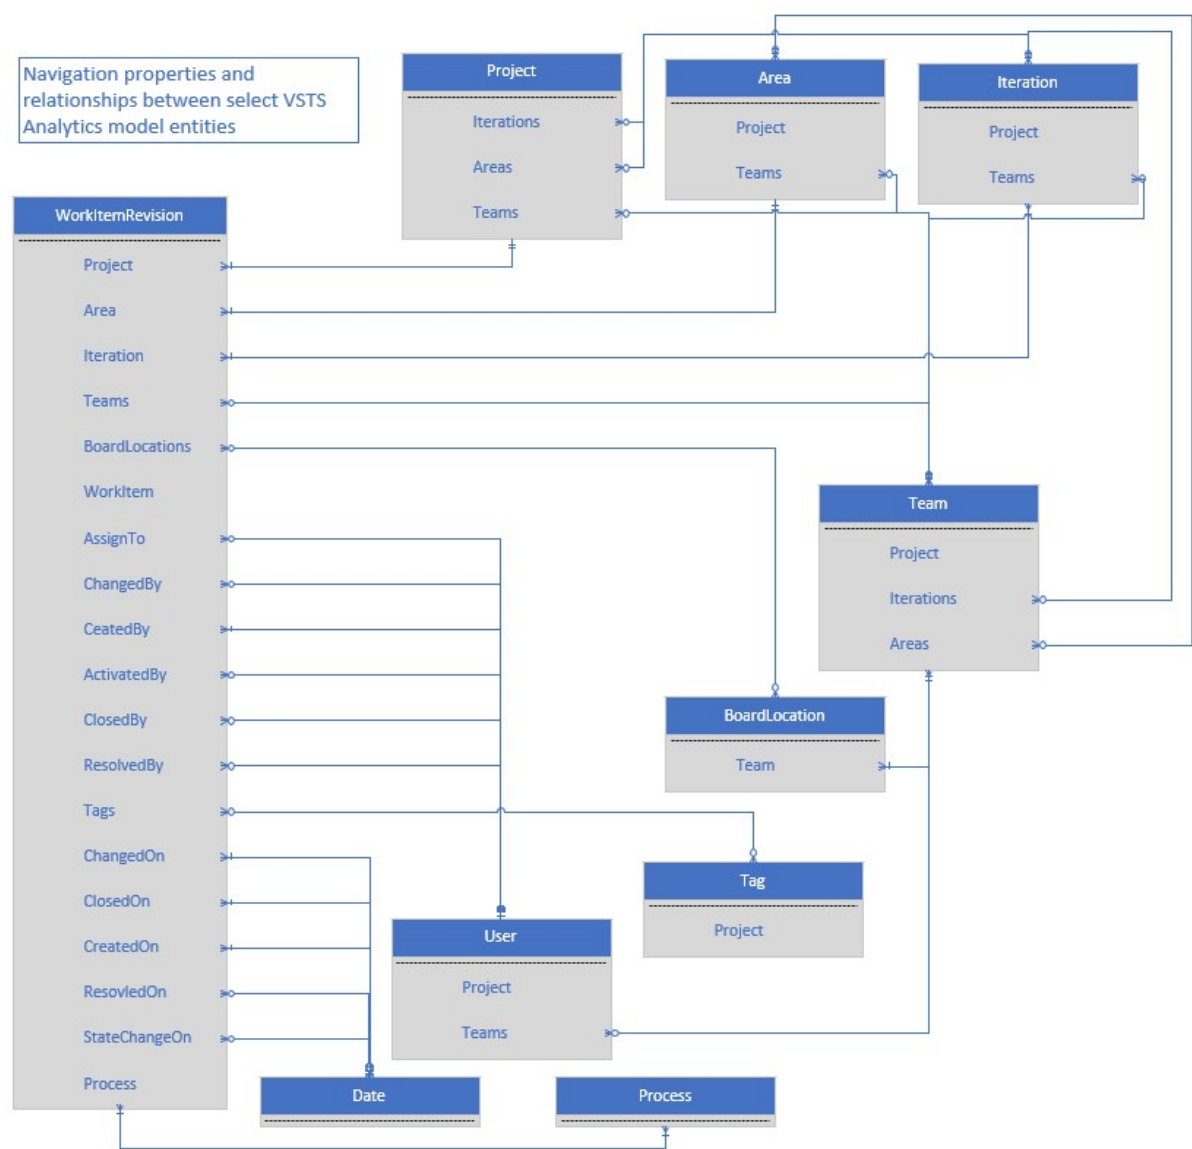 Navigation properties and
relationships between select VSTS
Analytics model entities
Project
Iterations
Areas
Teams
Area
Project
Teams
Iteration
Project
Teams
WorkItemRevision
Project
Area
Iteration
Teams
BoardLocations
WorkItem
AssignTo
ChangedBy
CeatedBy
ActivatedBy
ClosedBy
ResolvedBy
Tags
ChangedOn
ClosedOn
CreatedOn
ResovledOn
StateChangeOn
Process
Team
Project
Iterations
Areas
BoardLocation
Team
Tag
Project
User
Project
Teams
Date
Process